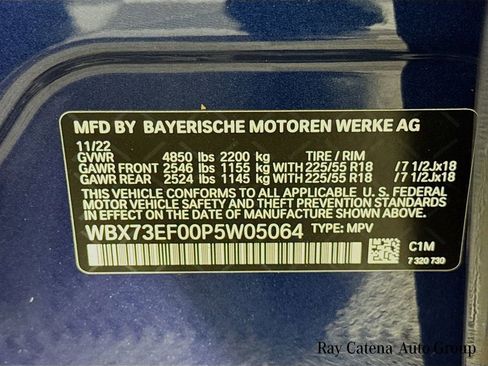 MFD BY BAYERISCHE MOTOREN WERKE AG
11/22
GVWR 4850 lbs 2200 kg TIRE / RIM
GAWR FRONT 2546 lbs 1155 kg WITH 225/55 R18 /7 1/2Jx18
GAWR REAR 2524 lbs 1145 kg WITH 225/55 R18 /7 1/2Jx18
THIS VEHICLE CONFORMS TO ALL APPLICABLE U. S. FEDERAL
MOTOR VEHICLE SAFETY, BUMPER, AND THEFT PREVENTION
STANDARDS IN EFFECT ON THE DATE OF MANUFACTURE SHOWN ABOVE.
WBX73EF00P5W05064 TYPE: MPV
C1M
7 320 730
Ray Catena Auto Group